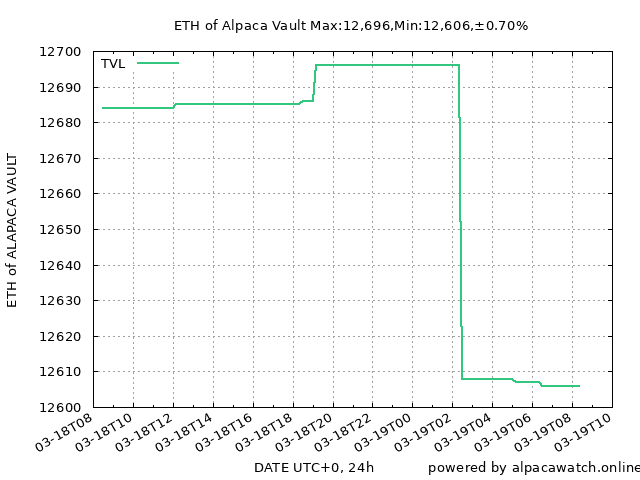 ETH of Alpaca Vault Max:12,696,Min:12,606,±0.70%
TVL
12700
12690
12680
12670
12660
12650
12640
12630
12620
12610
12600
ETH of ALAPACA VAULT
03-18T08
03-18T10
03-18T12
03-18T14
03-18T16
03-18T18
03-18T20
03-18T22
03-19T00
03-19T02
03-19T04
03-19T06
03-19T08
03-19T10
DATE UTC+0, 24h
powered by alpacawatch.online